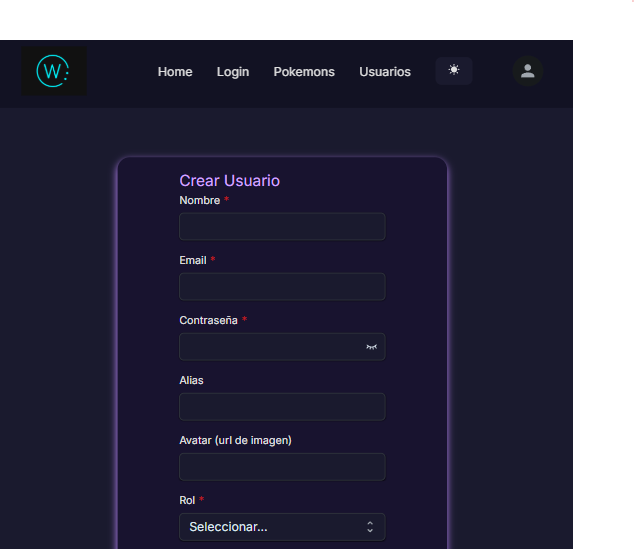 W:
Home Login Pokemons Usuarios
Crear Usuario
Nombre *
Email *
Contraseña *
Alias
Avatar (url de imagen)
Rol *
Seleccionar...